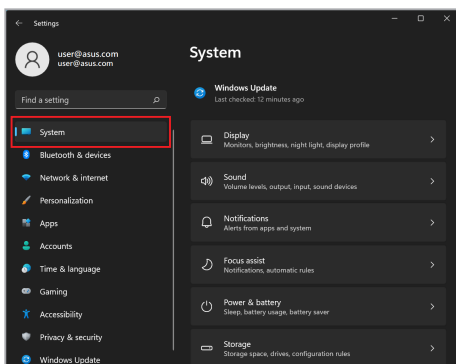 Settings
user@asus.com
user@asus.com
Find a setting
System
Bluetooth & devices
Network & internet
Personalization
Apps
Accounts
Time & language
Gaming
Accessibility
Privacy & security
Windows Update
System
Windows Update
Last checked: 12 minutes ago
Display
Monitors, brightness, night light, display profile
Sound
Volume levels, output, input, sound devices
Notifications
Alerts from apps and system
Focus assist
Notifications, automatic rules
Power & battery
Sleep, battery usage, battery saver
Storage
Storage space, drives, configuration rules